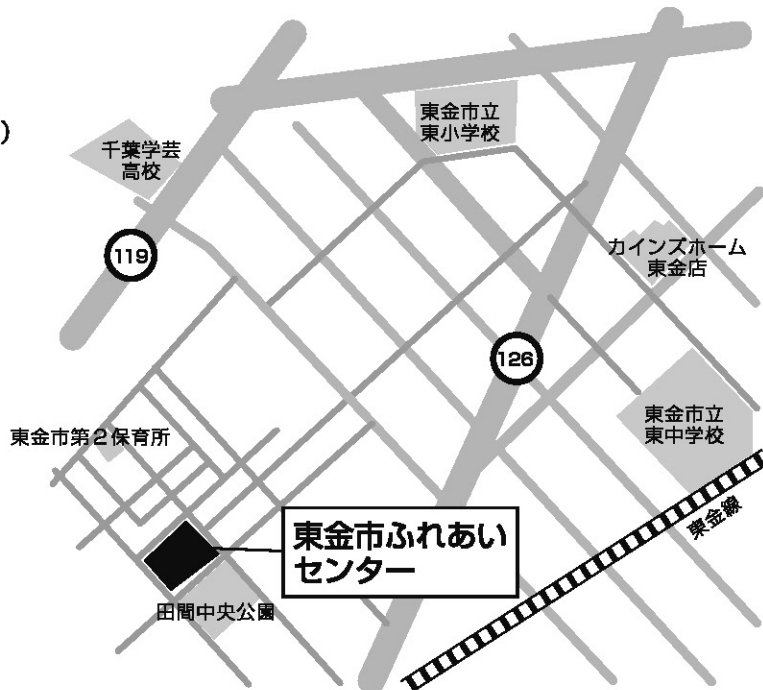 )
東金市立
東小学校
千葉学芸
高校
119
カインズホーム
東金店
126
東金市立
東中学校
東金市第2保育所
東金線
東金市ふれあい
センター
田間中央公園